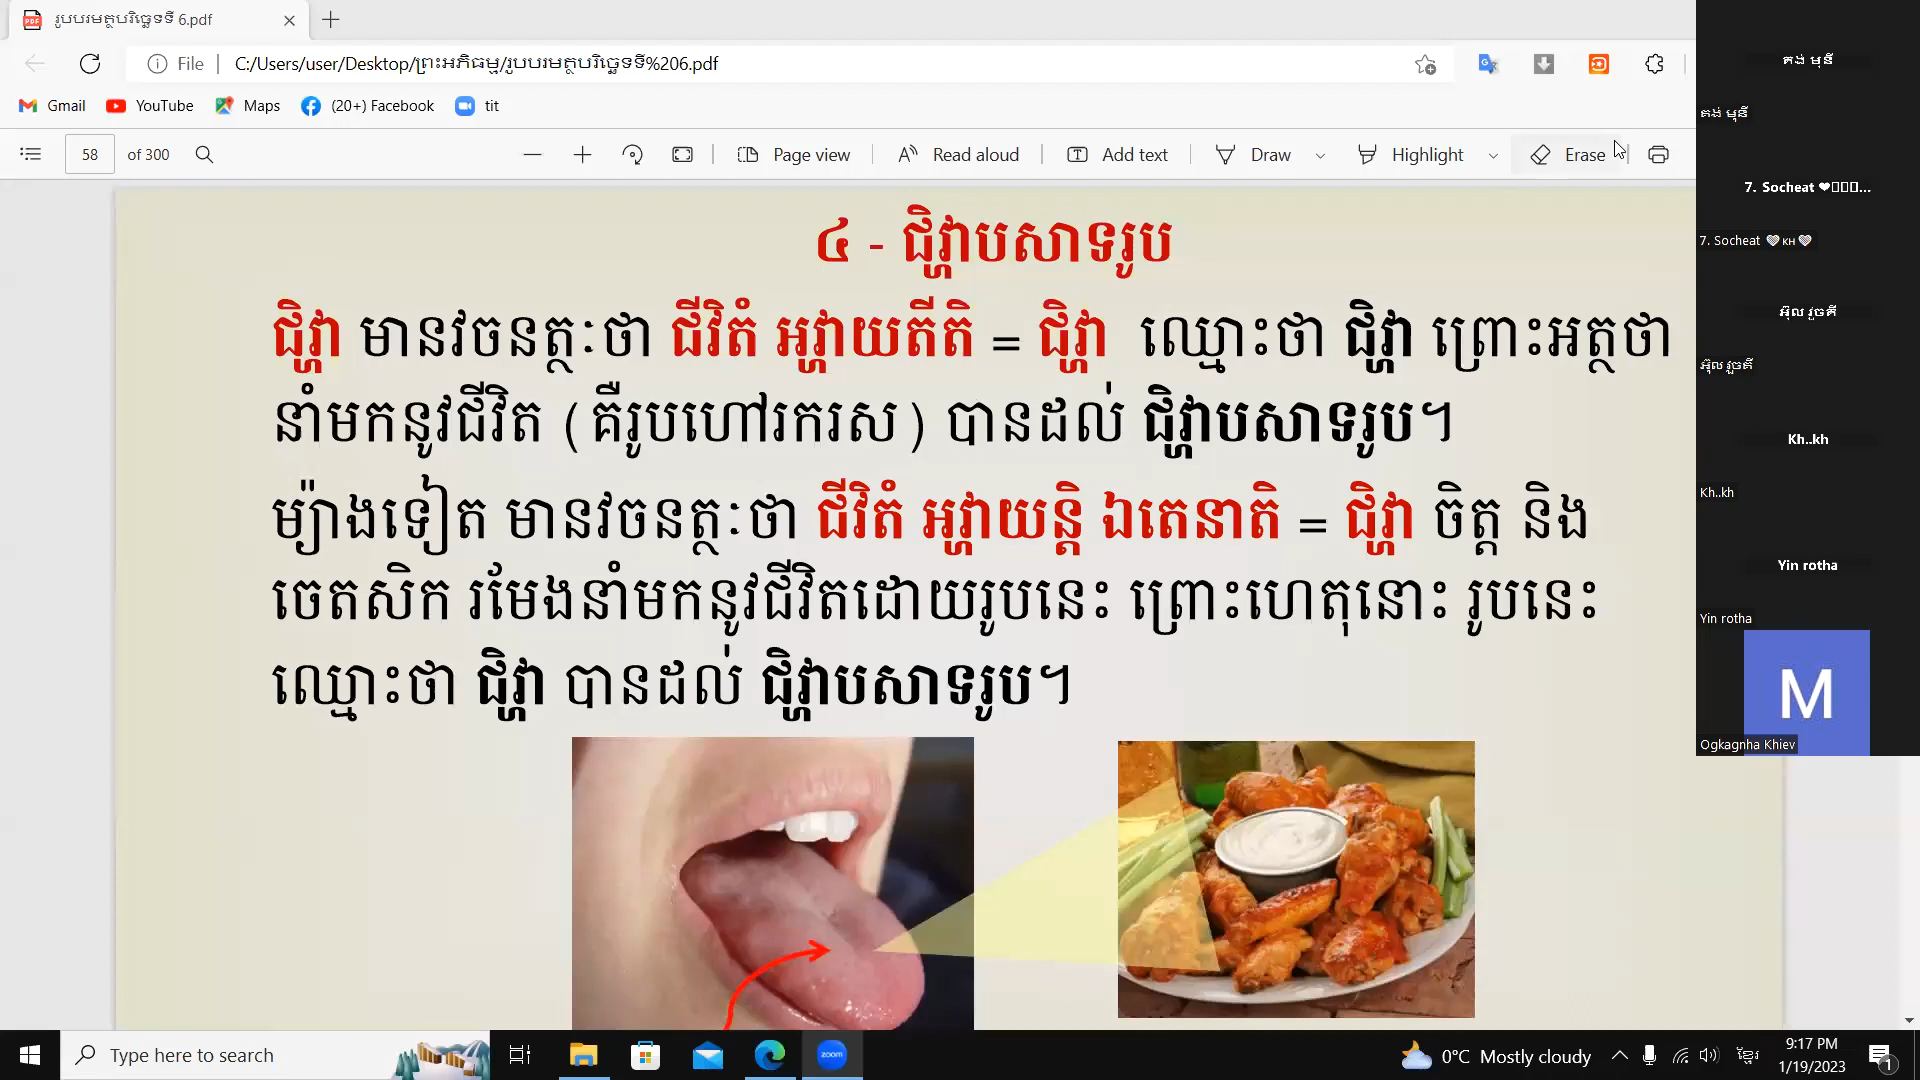 រូបបរមត្ថបរិច្ឆេទទី 6.pdf
File
C:/Users/user/Desktop/ព្រះអភិធម្ម/រូបបរមត្ថបរិច្ឆេទទី%206.pdf
Gmail YouTube Maps (20+) Facebook tit
58 of 300
Page view Read aloud Add text Draw Highlight Erase
៤ - ជិវ្ហាបសាទរូប
ជិវ្ហា មានវចនត្ថៈថា ជីវិតំ អវ្ហាយតីតិ = ជិវ្ហា ឈ្មោះថា ជិវ្ហា ព្រោះអត្ថថា
នាំមកនូវជីវិត (គឺរូបហៅរករស) បានដល់ ជិវ្ហាបសាទរូប។
ម្យ៉ាងទៀត មានវចនត្ថៈថា ជីវិតំ អវ្ហាយន្តិ ឯតេនាតិ = ជិវ្ហា ចិត្ត និង
ចេតសិក រមែងនាំមកនូវជីវិតដោយរូបនេះ ព្រោះហេតុនោះ រូបនេះ
ឈ្មោះថា ជិវ្ហា បានដល់ ជិវ្ហាបសាទរូប។
គង់ មុនី
គង់ មុនី
7. Socheat
7. Socheat KH
អ៊ុល វួចគី
អ៊ុល វួចគី
Kh..kh
Kh..kh
Yin rotha
Yin rotha
M
Ogkagnha Khiev
Type here to search
zoom
0°C Mostly cloudy
ខ្មែរ
9:17 PM
1/19/2023
1